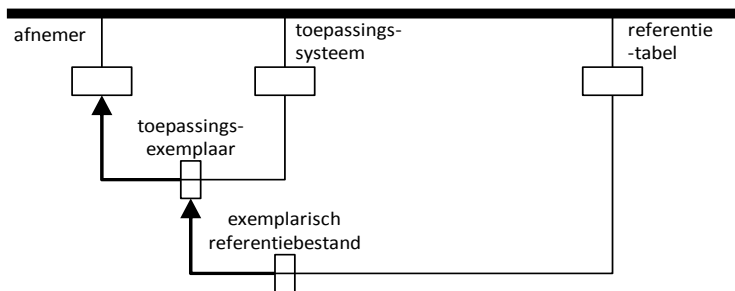 afnemer
toepassings-
systeem
referentie
-tabel
toepassings-
exemplaar
exemplarisch
referentiebestand